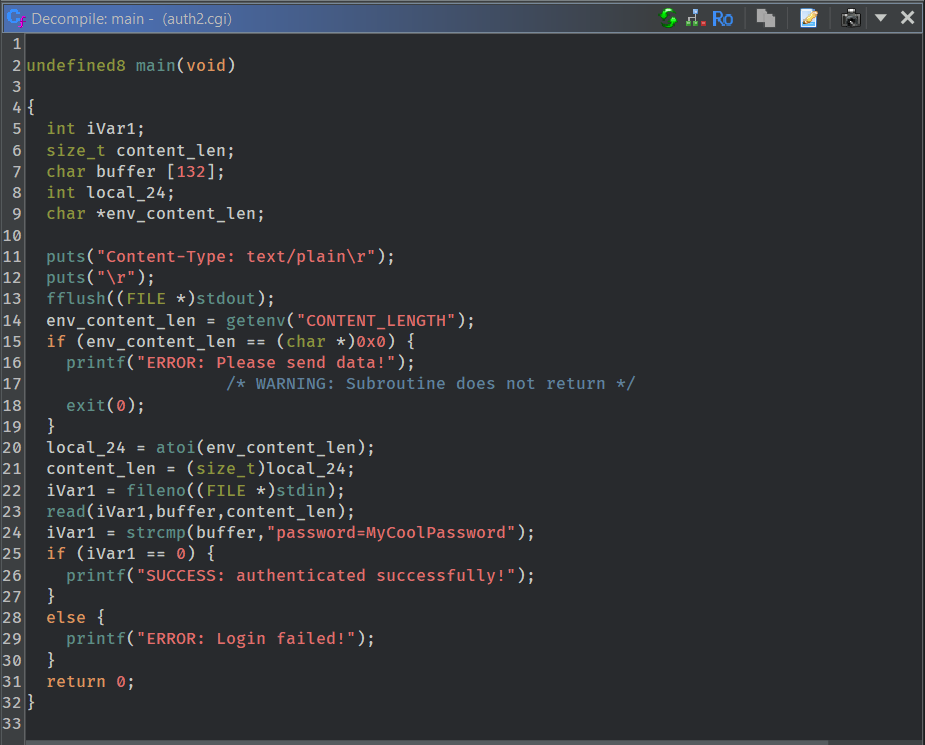 Decompile: main - (auth2.cgi)
Ro
1
2 undefined8 main(void)
3
4 {
5   int iVar1;
6   size_t content_len;
7   char buffer [132];
8   int local_24;
9   char *env_content_len;
10
11   puts("Content-Type: text/plain\r");
12   puts("\r");
13   fflush((FILE *)stdout);
14   env_content_len = getenv("CONTENT_LENGTH");
15   if (env_content_len == (char *)0x0) {
16     printf("ERROR: Please send data!");
17                     /* WARNING: Subroutine does not return */
18     exit(0);
19   }
20   local_24 = atoi(env_content_len);
21   content_len = (size_t)local_24;
22   iVar1 = fileno((FILE *)stdin);
23   read(iVar1,buffer,content_len);
24   iVar1 = strcmp(buffer,"password=MyCoolPassword");
25   if (iVar1 == 0) {
26     printf("SUCCESS: authenticated successfully!");
27   }
28   else {
29     printf("ERROR: Login failed!");
30   }
31   return 0;
32 }
33